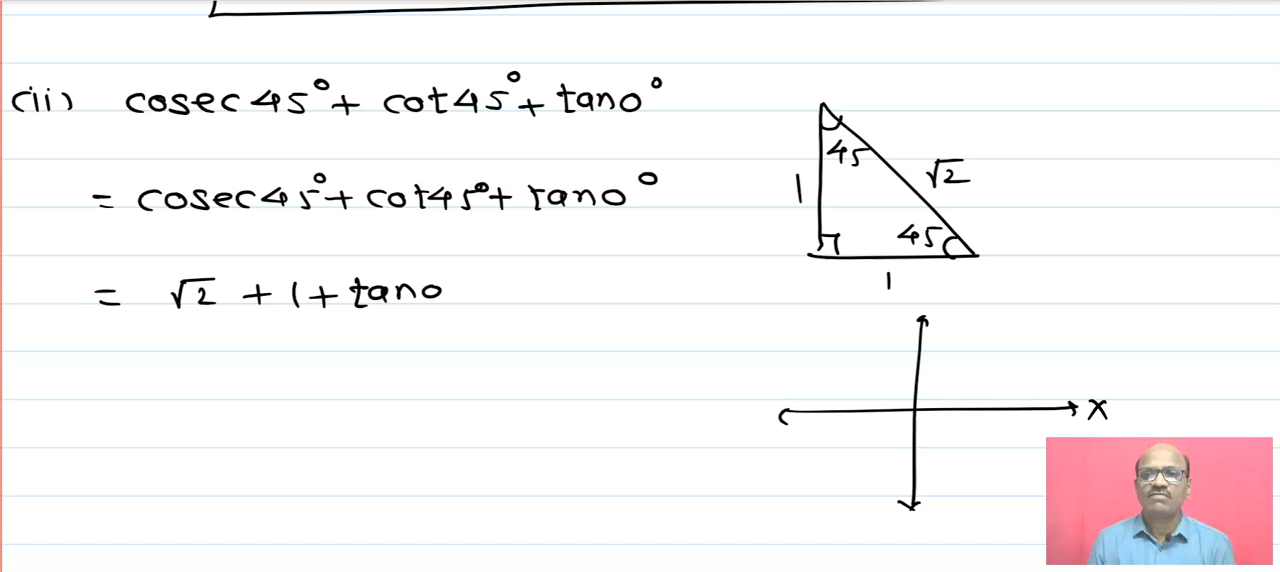 (ii) cosec 45° + cot 45° + tan 0°
= cosec 45° + cot 45° + tan 0°
= √2 + 1 + tan 0
45
√2
1
45
1
X